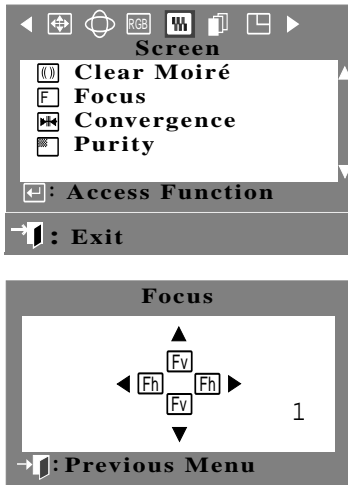 RGB
Screen
Clear Moiré
F Focus
Convergence
Purity
: Access Function
: Exit
Focus
Fv
Fh Fh
Fv
1
: Previous Menu